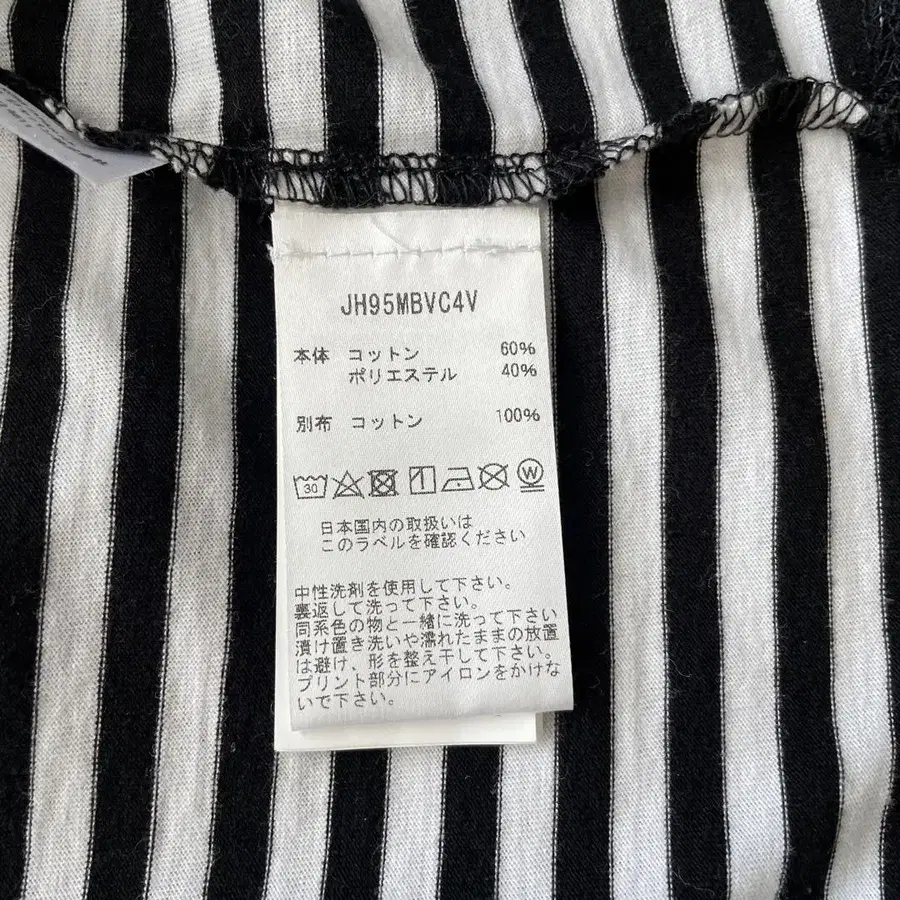 JH95MBVC4V
本体 コットン 60%
ポリエステル 40%
別布 コットン 100%
30
W
日本国内の取扱いは
このラベルを確認ください
中性洗剤を使用して下さい。
裏返して洗って下さい。
同系色の物と一緒に洗って下さい。
漬け置き洗いや濡れたままの放置
は避け、形を整え干して下さい。
プリント部分にアイロンをかけな
いで下さい。